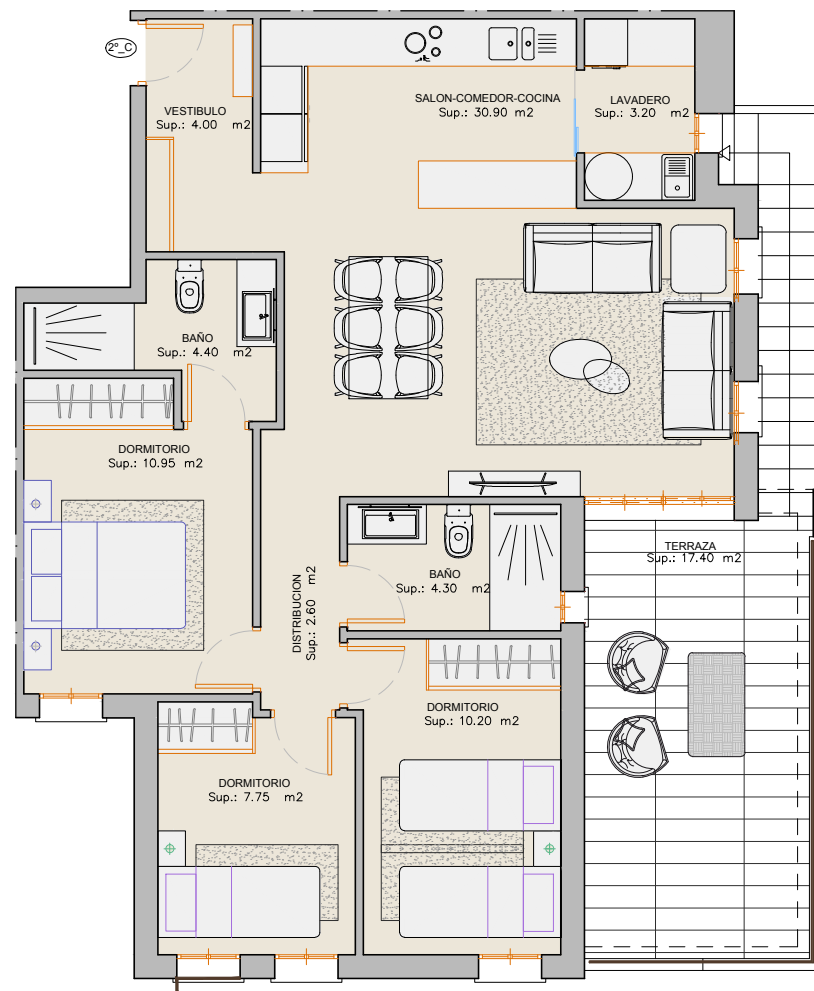 2º_C
VESTIBULO
Sup.: 4.00 m2
SALON-COMEDOR-COCINA
Sup.: 30.90 m2
LAVADERO
Sup.: 3.20 m2
BAÑO
Sup.: 4.40 m2
DORMITORIO
Sup.: 10.95 m2
DISTRIBUCION
Sup.: 2.60 m2
BAÑO
Sup.: 4.30 m2
TERRAZA
Sup.: 17.40 m2
DORMITORIO
Sup.: 10.20 m2
DORMITORIO
Sup.: 7.75 m2